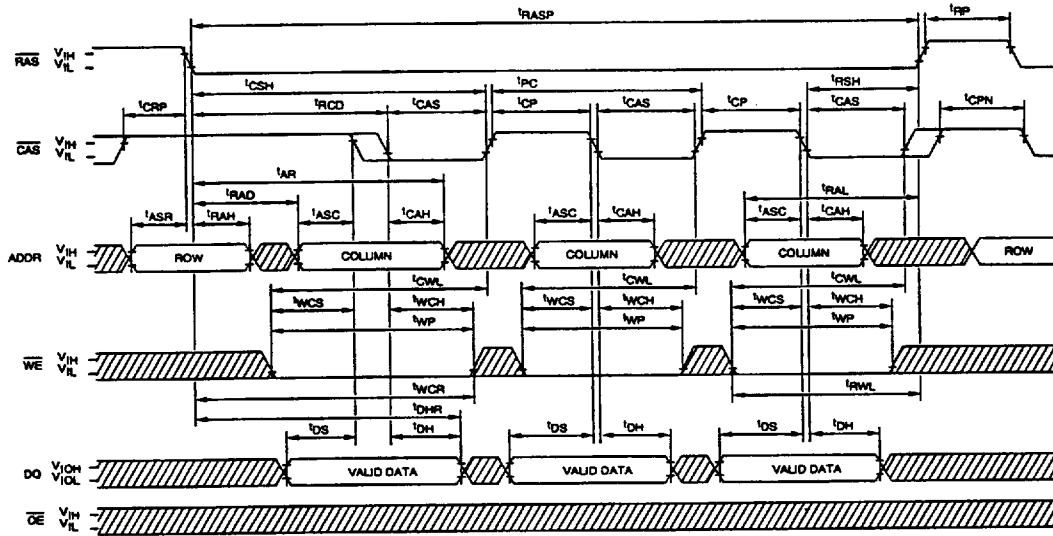 tRASP tRP
RAS VIH
VIL
tCSH tPC tRSH
tCRP tRCD tCAS tCP tCAS tCP tCAS tCPN
CAS VIH
VIL
tAR
tRAD tRAL
tASR tRAH tASC tCAH tASC tCAH tASC tCAH
ADDR VIH
VIL
ROW COLUMN COLUMN COLUMN ROW
tCWL tCWL tCWL
tWCS tWCH tWCS tWCH tWCS tWCH
tWP tWP tWP
WE VIH
VIL
tWCR tRWL
tDHR
tDS tDH tDS tDH tDS tDH
DQ VIOH
VIOL
VALID DATA VALID DATA VALID DATA
OE VIH
VIL